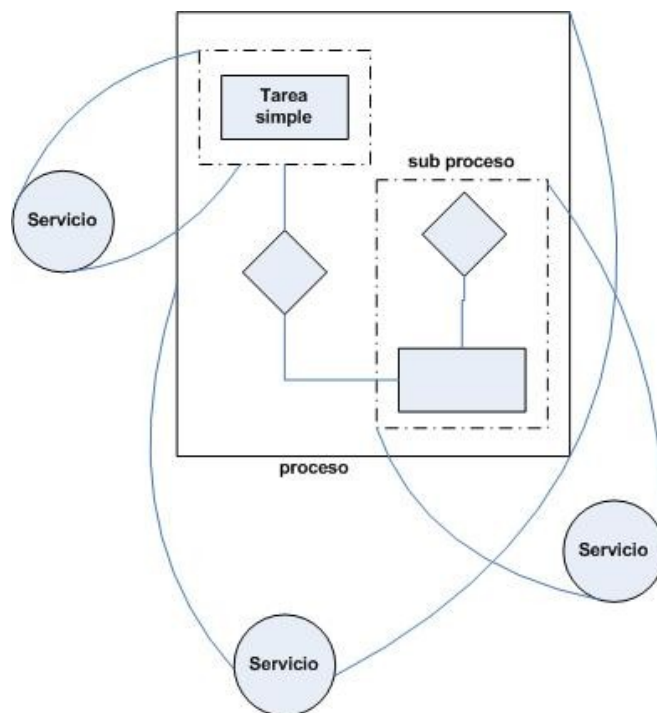 Tarea
simple
sub proceso
Servicio
proceso
Servicio
Servicio